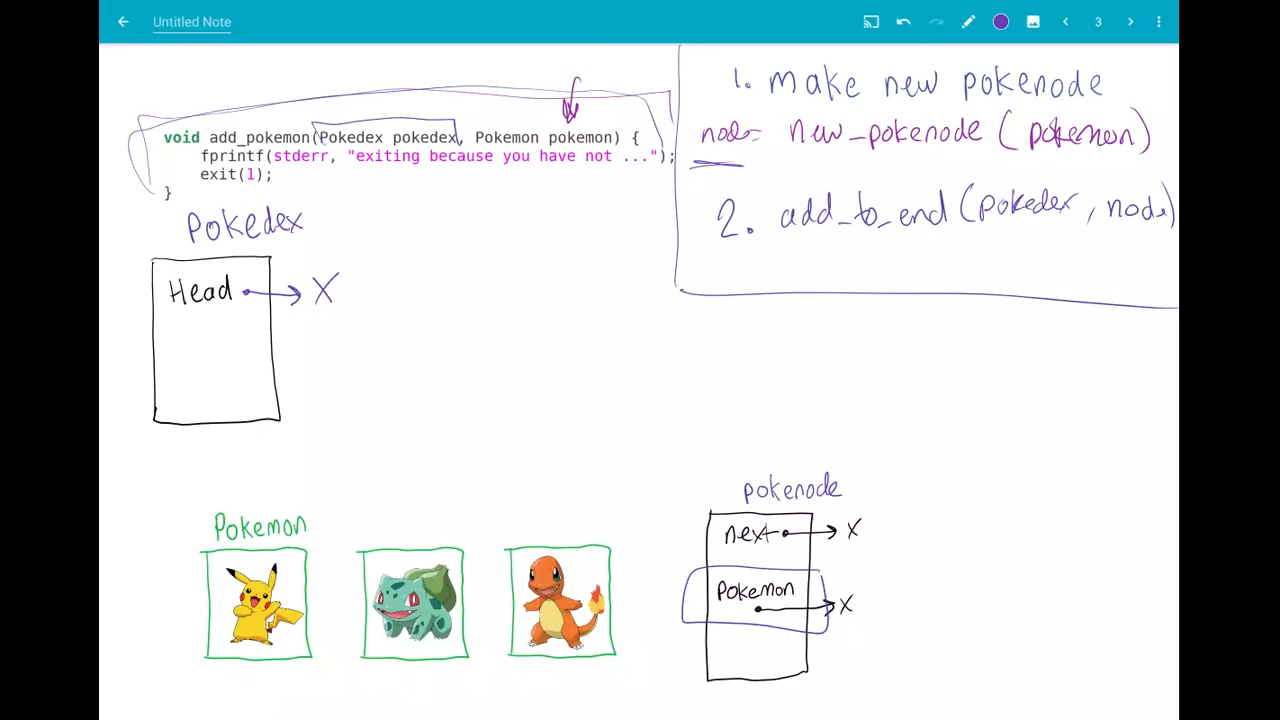 Untitled Note
3
1. make new pokenode
node = new_pokenode (pokemon)
2. add_to_end (pokedex, node)
void add_pokemon(Pokedex pokedex, Pokemon pokemon) {
fprintf(stderr, "exiting because you have not ...");
exit(1);
}
Pokedex
Head
X
Pokemon
pokenode
next
X
Pokemon
X